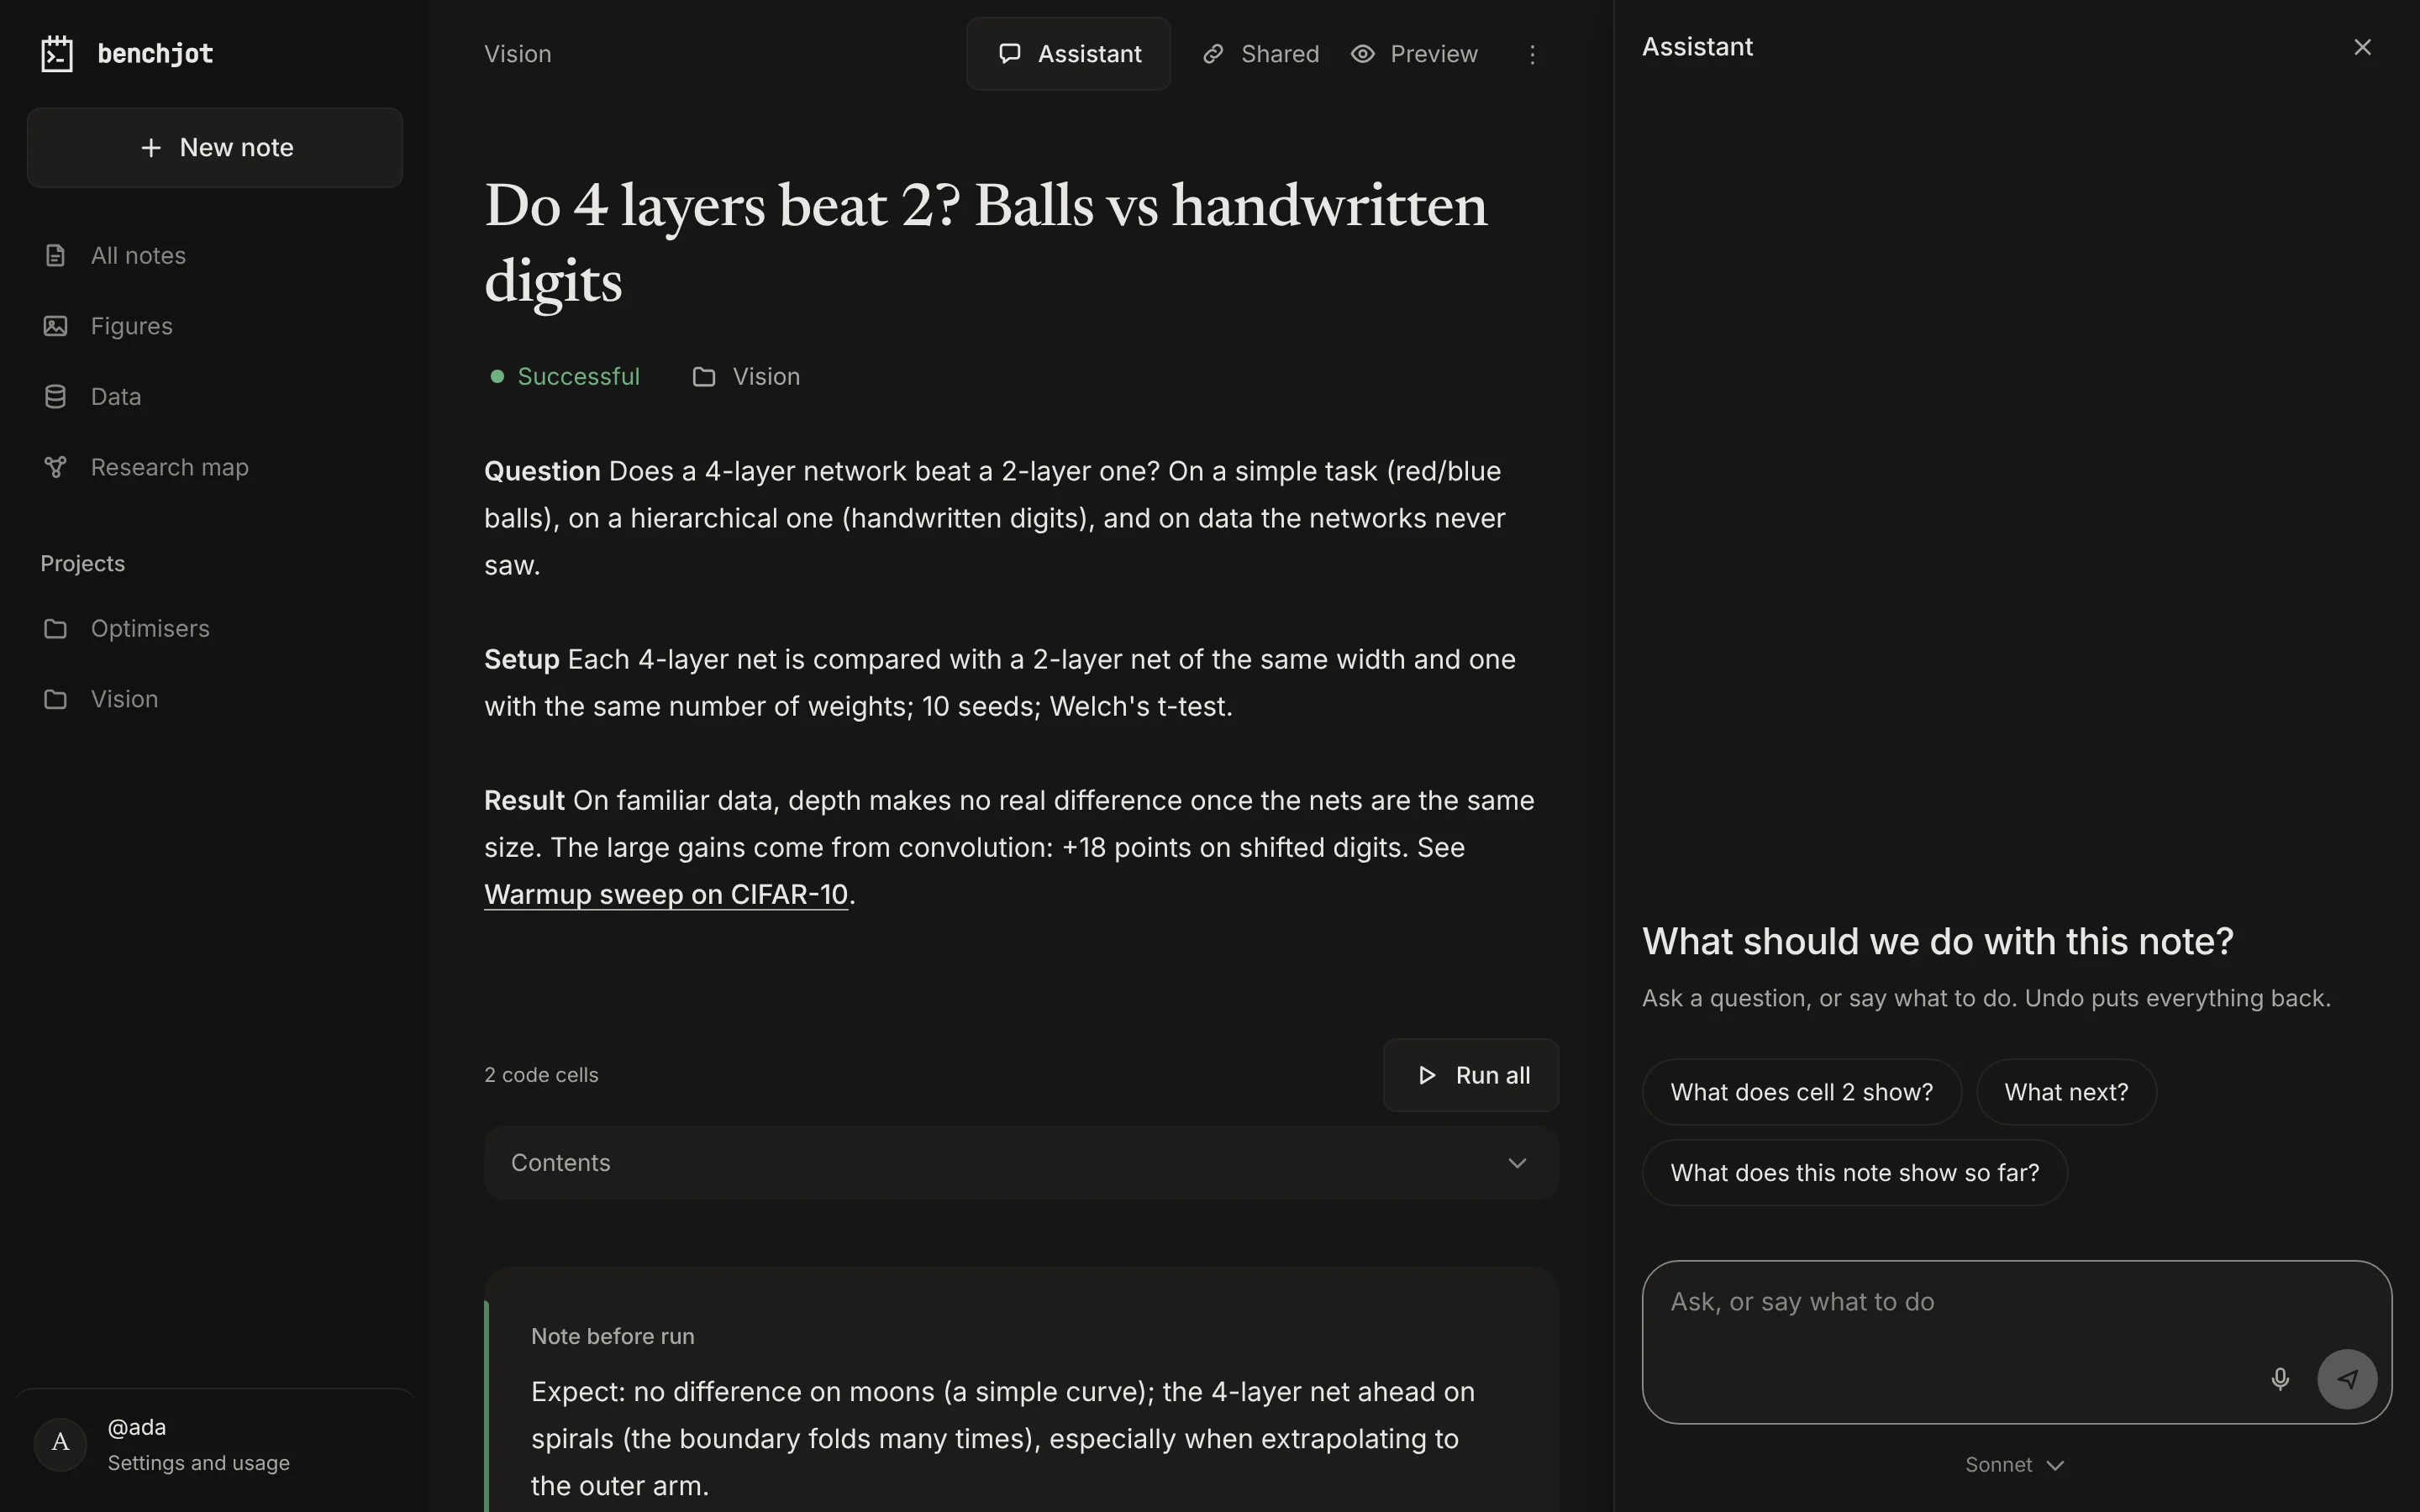 benchjot
New note
All notes
Figures
Data
Research map
Projects
Optimisers
Vision
A
@ada
Settings and usage
Vision
Assistant
Shared
Preview
Do 4 layers beat 2? Balls vs handwritten
digits
Successful
Vision
Question Does a 4-layer network beat a 2-layer one? On a simple task (red/blue
balls), on a hierarchical one (handwritten digits), and on data the networks never
saw.
Setup Each 4-layer net is compared with a 2-layer net of the same width and one
with the same number of weights; 10 seeds; Welch's t-test.
Result On familiar data, depth makes no real difference once the nets are the same
size. The large gains come from convolution: +18 points on shifted digits. See
Warmup sweep on CIFAR-10.
2 code cells
Run all
Contents
Note before run
Expect: no difference on moons (a simple curve); the 4-layer net ahead on
spirals (the boundary folds many times), especially when extrapolating to
the outer arm.
Assistant
What should we do with this note?
Ask a question, or say what to do. Undo puts everything back.
What does cell 2 show?
What next?
What does this note show so far?
Ask, or say what to do
Sonnet